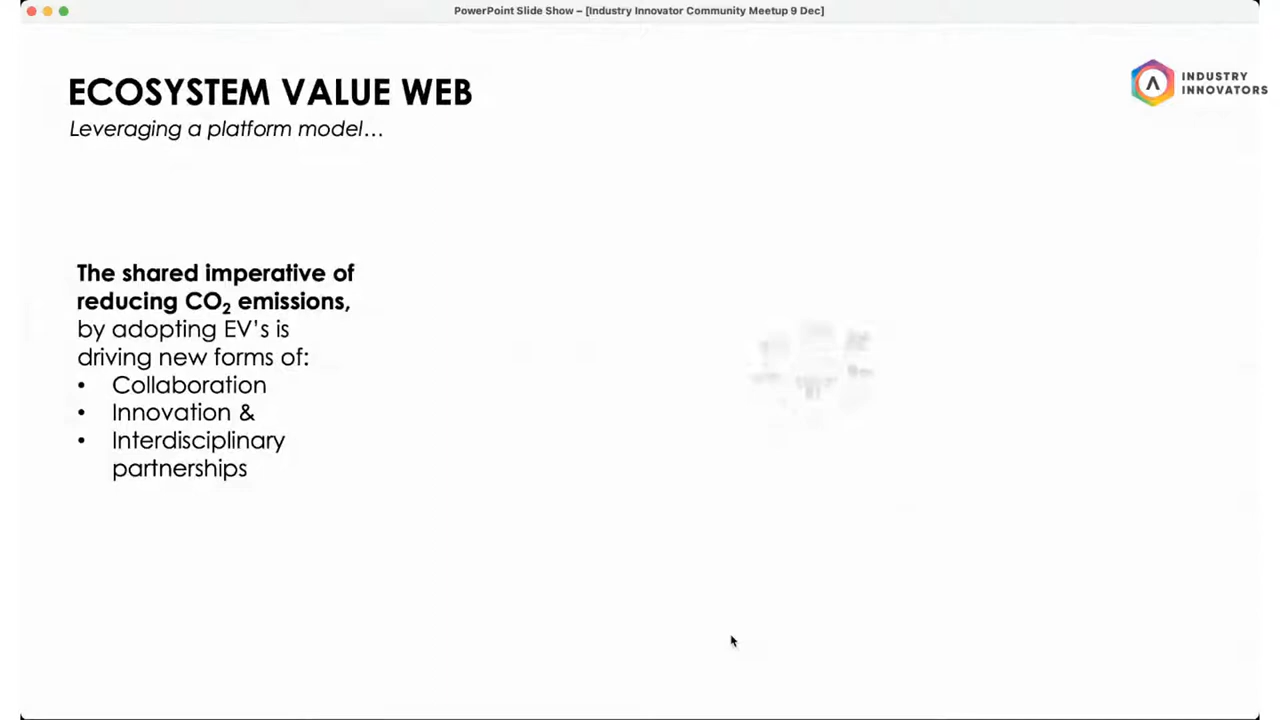 PowerPoint Slide Show – [Industry Innovator Community Meetup 9 Dec]
ECOSYSTEM VALUE WEB
Leveraging a platform model…
INDUSTRY
INNOVATORS
The shared imperative of
reducing CO₂ emissions,
by adopting EV's is
driving new forms of:
• Collaboration
• Innovation &
• Interdisciplinary
partnerships